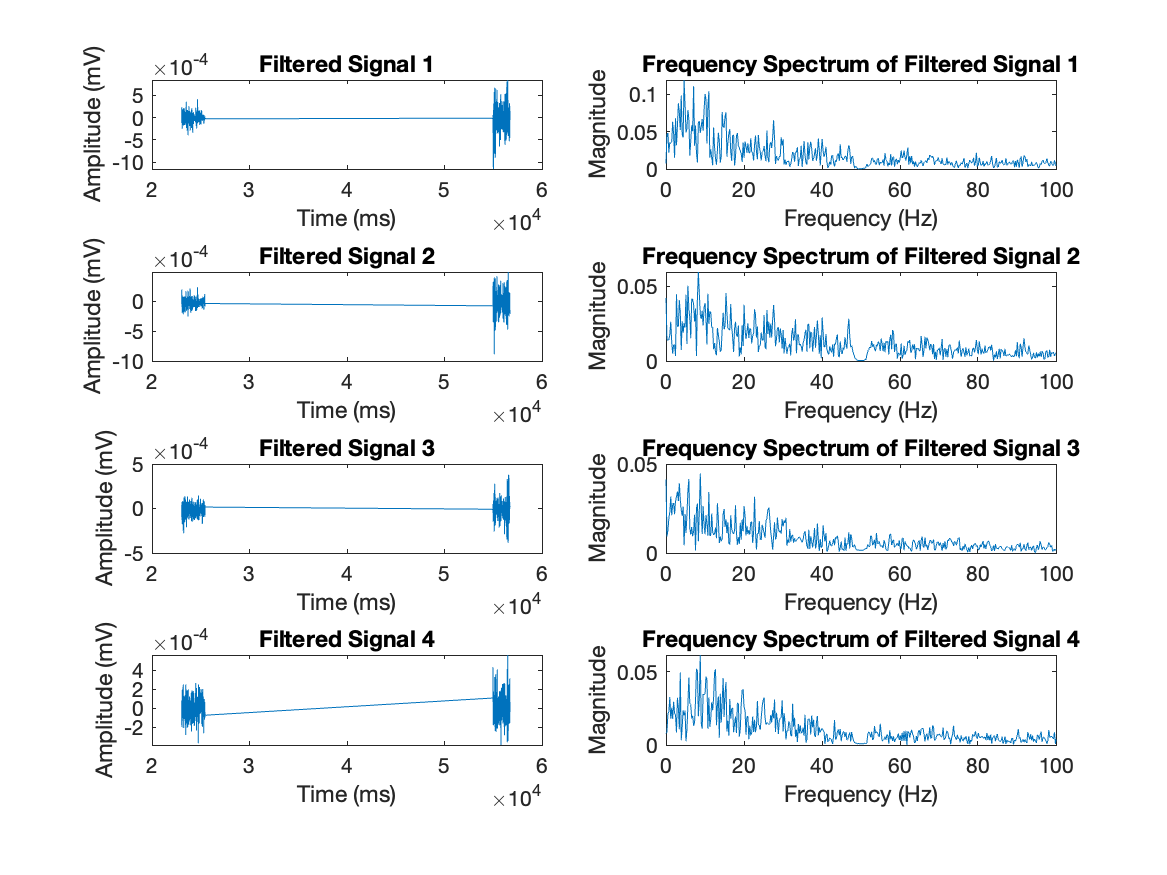 ×10-4
Filtered Signal 1
Amplitude (mV)
5
0
-5
-10
2 3 4 5 6
Time (ms)
×104
Frequency Spectrum of Filtered Signal 1
Magnitude
0.1
0.05
0
0 20 40 60 80 100
Frequency (Hz)
×10-4
Filtered Signal 2
Amplitude (mV)
0
-5
-10
2 3 4 5 6
Time (ms)
×104
Frequency Spectrum of Filtered Signal 2
Magnitude
0.05
0
0 20 40 60 80 100
Frequency (Hz)
×10-4
Filtered Signal 3
Amplitude (mV)
5
0
-5
2 3 4 5 6
Time (ms)
×104
Frequency Spectrum of Filtered Signal 3
Magnitude
0.05
0
0 20 40 60 80 100
Frequency (Hz)
×10-4
Filtered Signal 4
Amplitude (mV)
4
2
0
-2
2 3 4 5 6
Time (ms)
×104
Frequency Spectrum of Filtered Signal 4
Magnitude
0.05
0
0 20 40 60 80 100
Frequency (Hz)